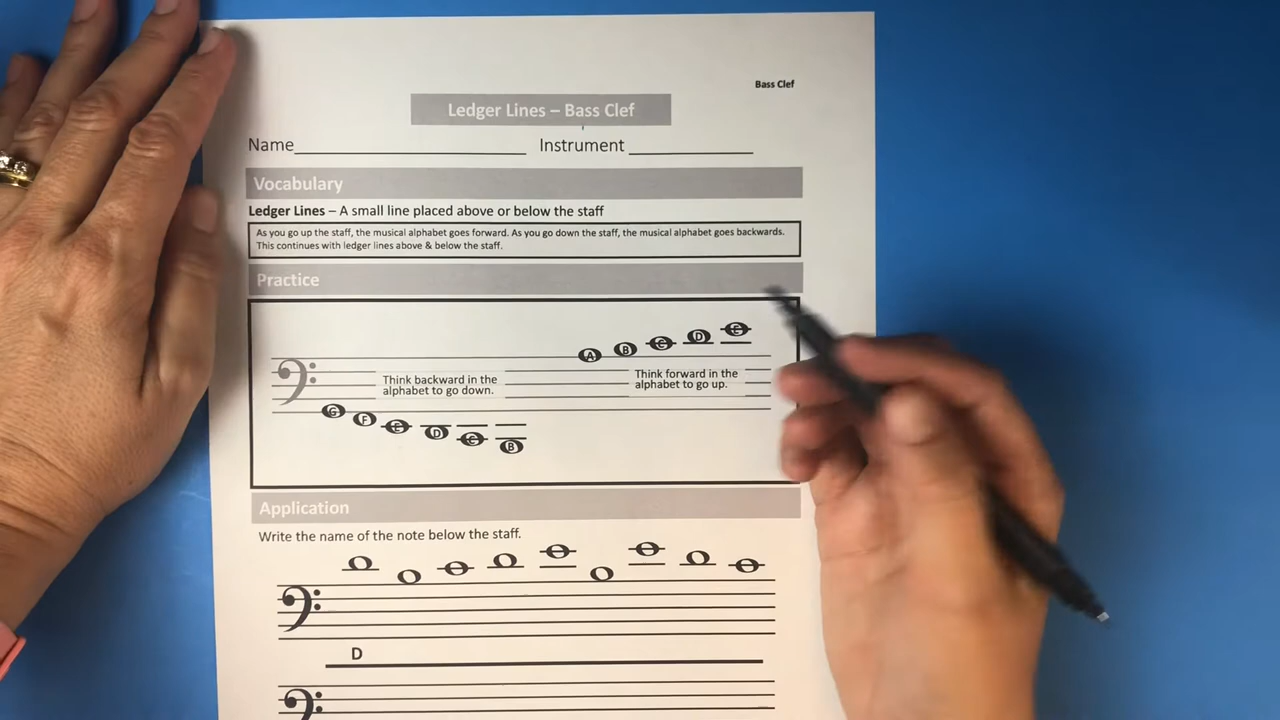 Bass Clef
Ledger Lines – Bass Clef
Name__________________ Instrument __________
Vocabulary
Ledger Lines – A small line placed above or below the staff
As you go up the staff, the musical alphabet goes forward. As you go down the staff, the musical alphabet goes backwards.
This continues with ledger lines above & below the staff.
Practice
A B C D E
Think backward in the
alphabet to go down.
Think forward in the
alphabet to go up.
G F E D C B
Application
Write the name of the note below the staff.
D